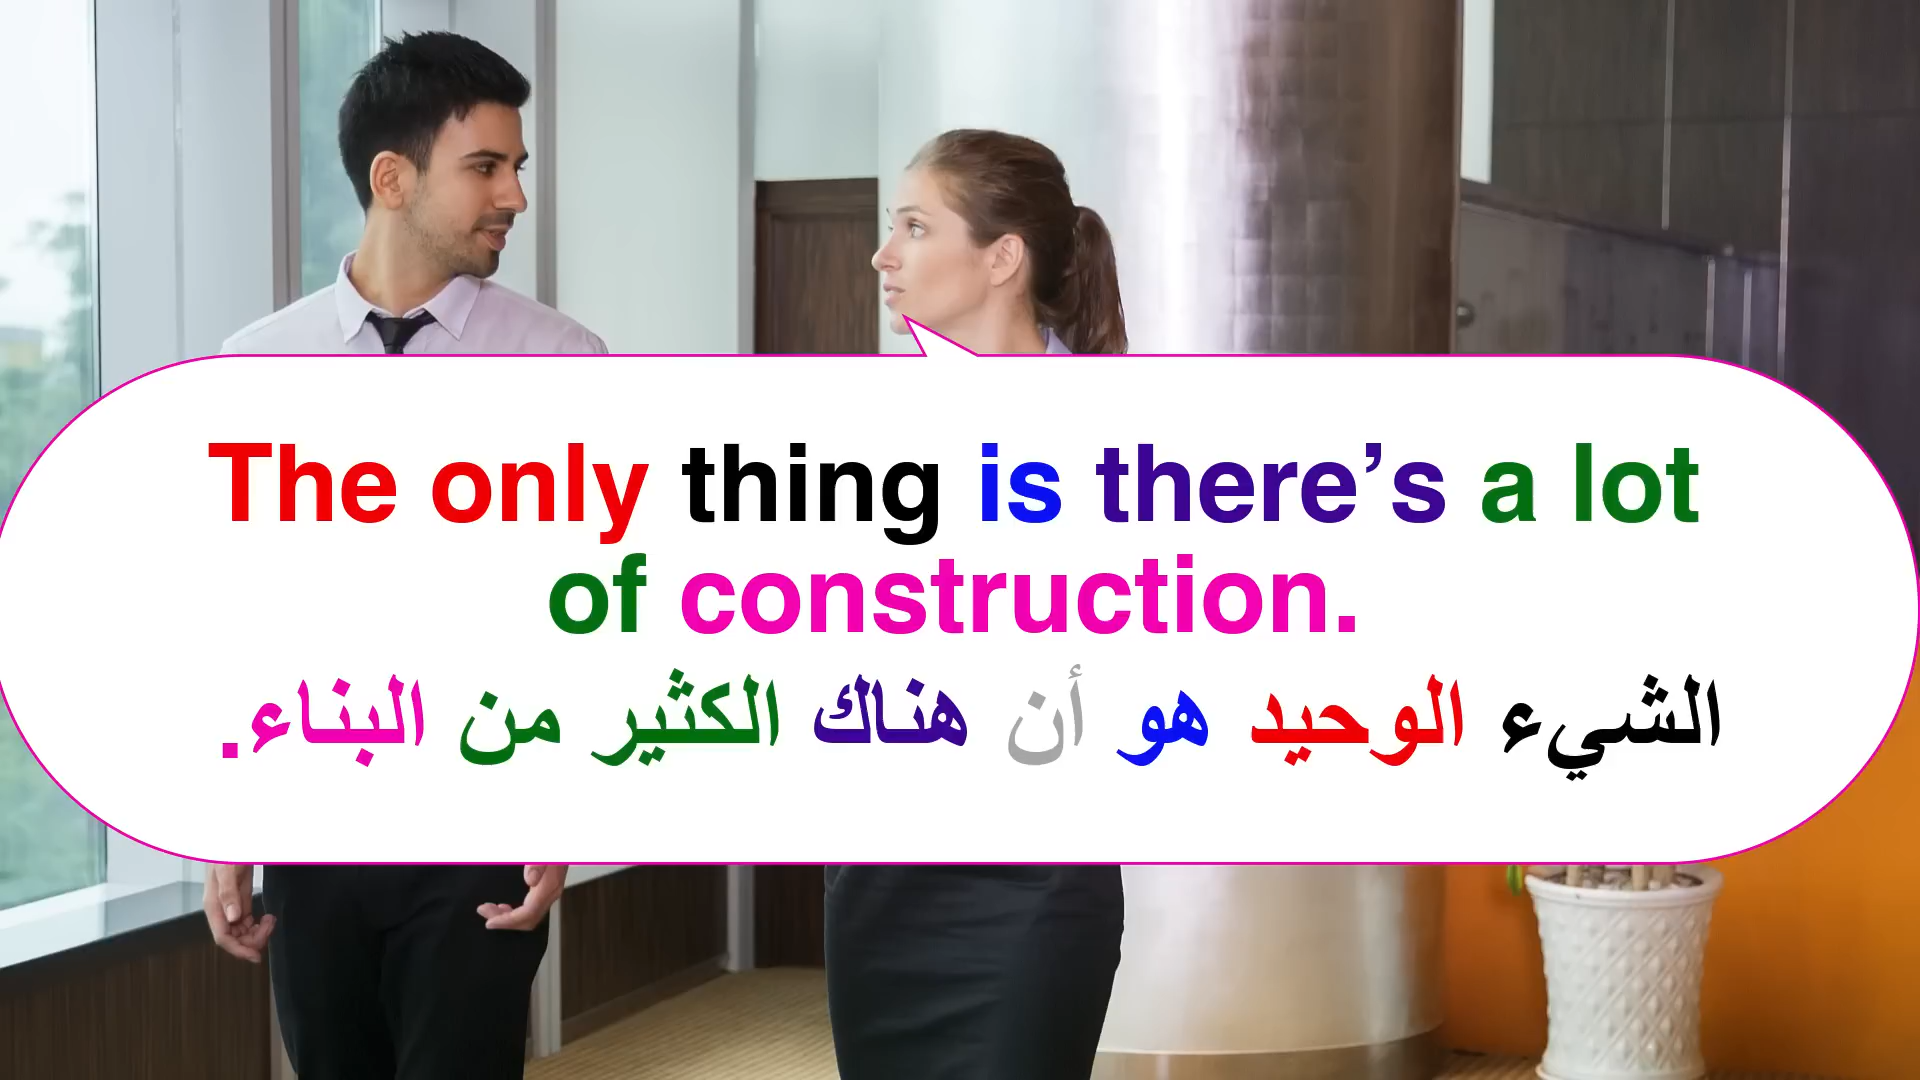 The only thing is there’s a lot
of construction.
الشيء الوحيد هو أن هناك الكثير من البناء.